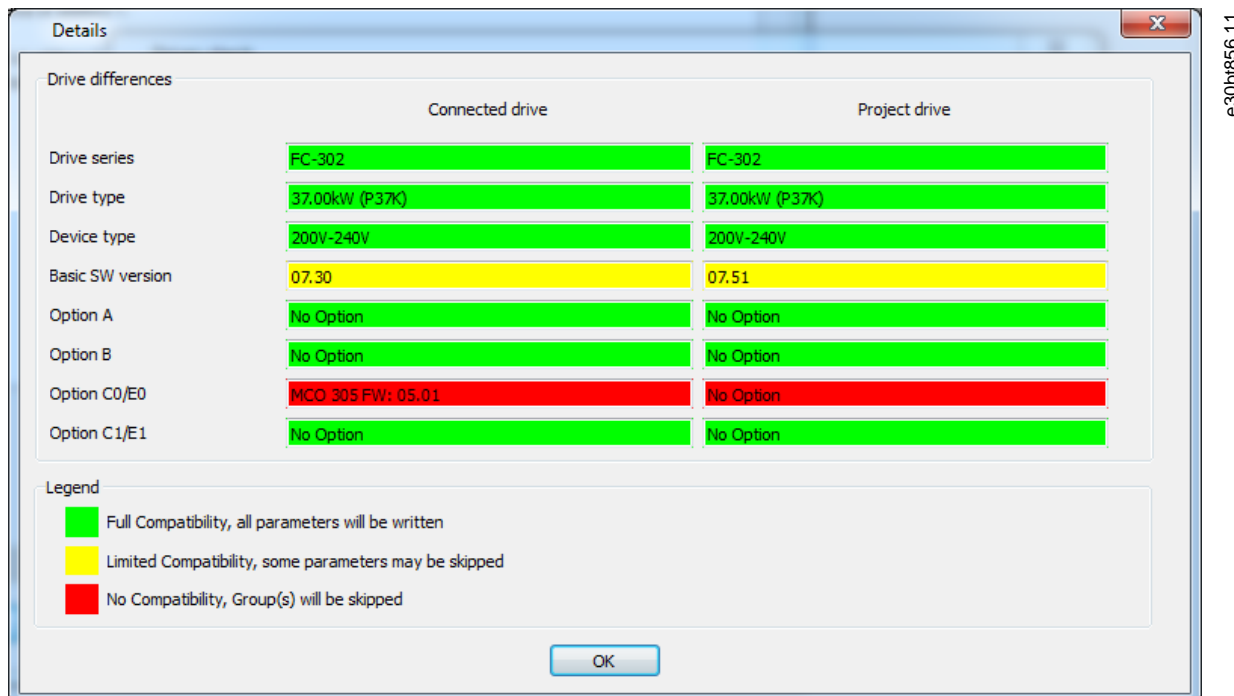 Details
e30bt856.11
Drive differences
Connected drive Project drive
Drive series FC-302 FC-302
Drive type 37.00kW (P37K) 37.00kW (P37K)
Device type 200V-240V 200V-240V
Basic SW version 07.30 07.51
Option A No Option No Option
Option B No Option No Option
Option C0/E0 MCO 305 FW: 05.01 No Option
Option C1/E1 No Option No Option
Legend
Full Compatibility, all parameters will be written
Limited Compatibility, some parameters may be skipped
No Compatibility, Group(s) will be skipped
OK